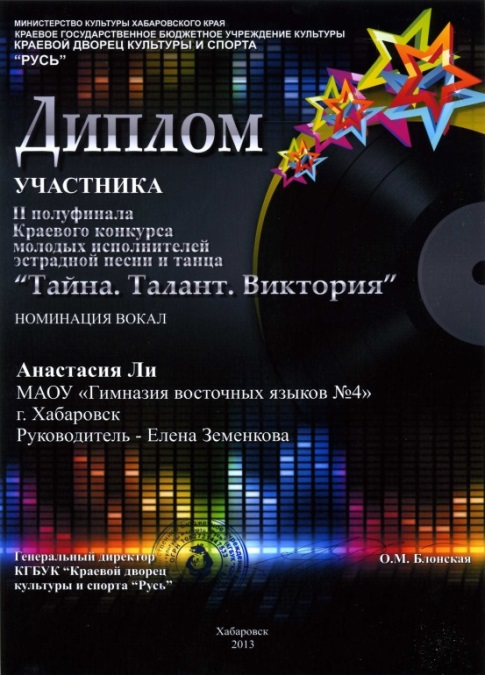 МИНИСТЕРСТВО КУЛЬТУРЫ ХАБАРОВСКОГО КРАЯ
КРАЕВОЕ ГОСУДАРСТВЕННОЕ БЮДЖЕТНОЕ УЧРЕЖДЕНИЕ КУЛЬТУРЫ
КРАЕВОЙ ДВОРЕЦ КУЛЬТУРЫ И СПОРТА
"РУСЬ"
Диплом
УЧАСТНИКА
II полуфинала
Краевого конкурса
молодых исполнителей
эстрадной песни и танца
"Тайна. Талант. Виктория"
НОМИНАЦИЯ ВОКАЛ
Анастасия Ли
МАОУ «Гимназия восточных языков №4»
г. Хабаровск
Руководитель - Елена Земенкова
Генеральный директор
КГБУК "Краевой дворец
культуры и спорта "Русь"
О.М. Блонская
Хабаровск
2013